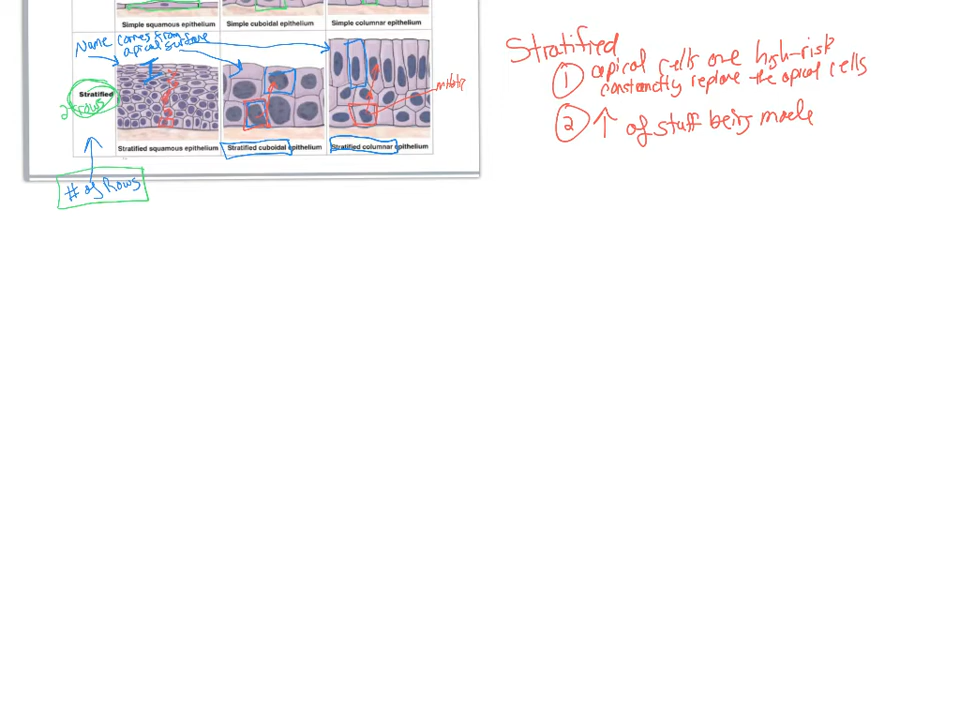 Simple squamous epithelium
Simple cuboidal epithelium
Simple columnar epithelium
Name comes from
apical surface
Stratified
2+ rows
mitosis
Stratified squamous epithelium
Stratified cuboidal epithelium
Stratified columnar epithelium
# of Rows
Stratified
① apical cells are high-risk
constantly replace the apical cells
② ↑ of stuff being made